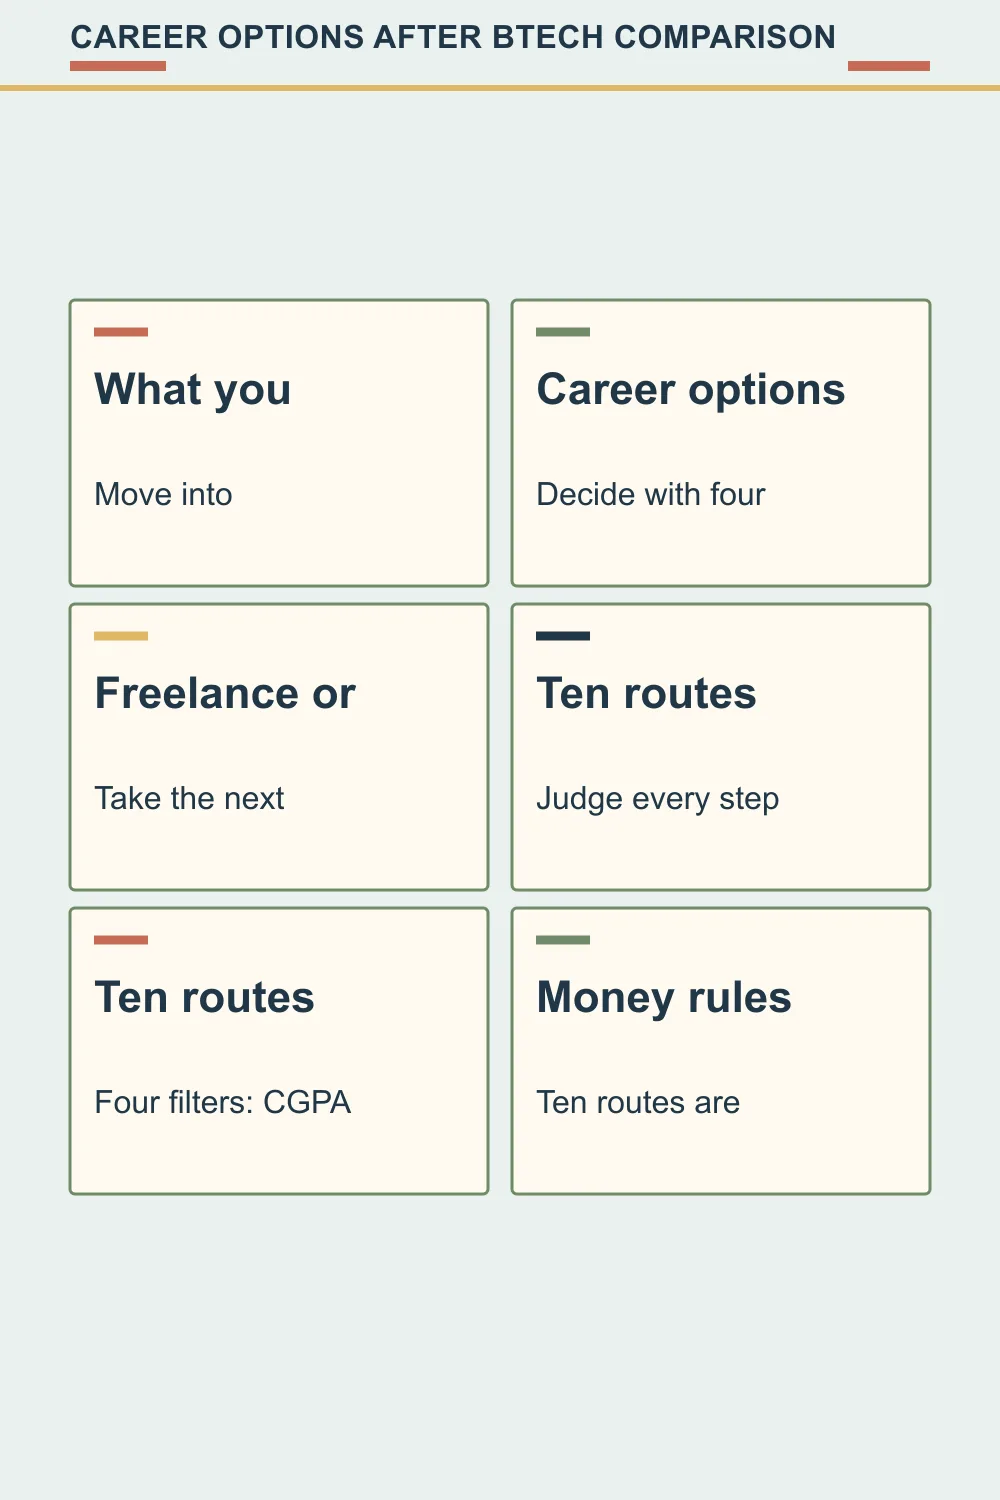 CAREER OPTIONS AFTER BTECH COMPARISON
What you
Move into
Career options
Decide with four
Freelance or
Take the next
Ten routes
Judge every step
Ten routes
Four filters: CGPA
Money rules
Ten routes are